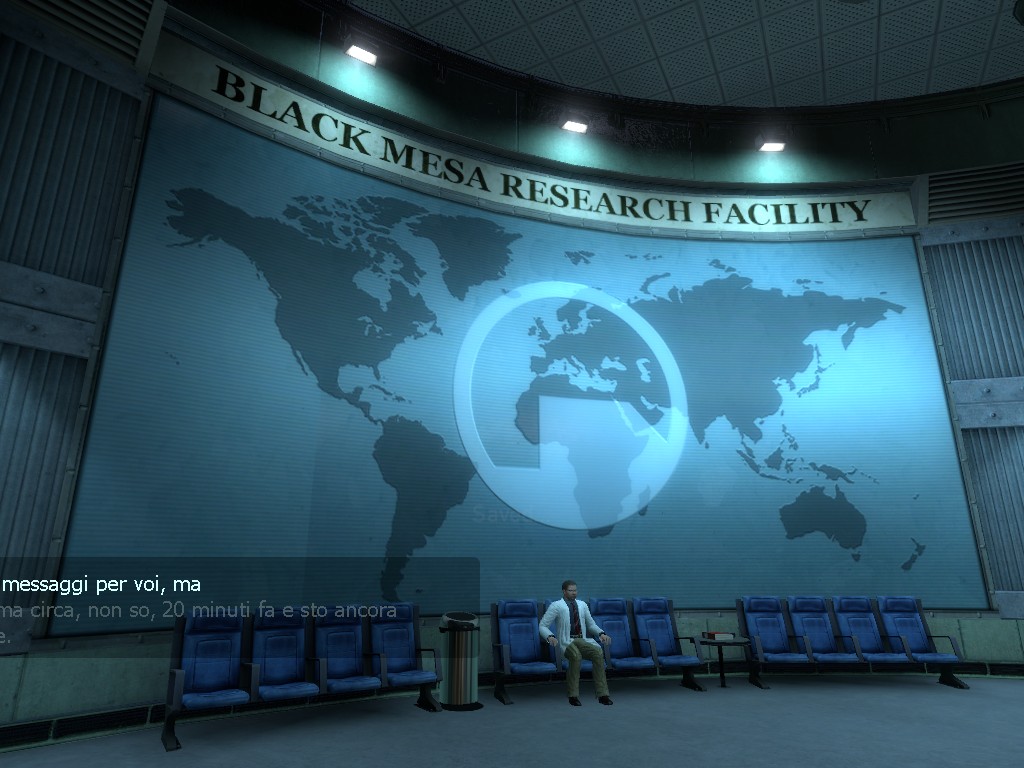 BLACK MESA RESEARCH FACILITY
messaggi per voi, ma
ma circa, non so, 20 minuti fa e sto ancora
e.